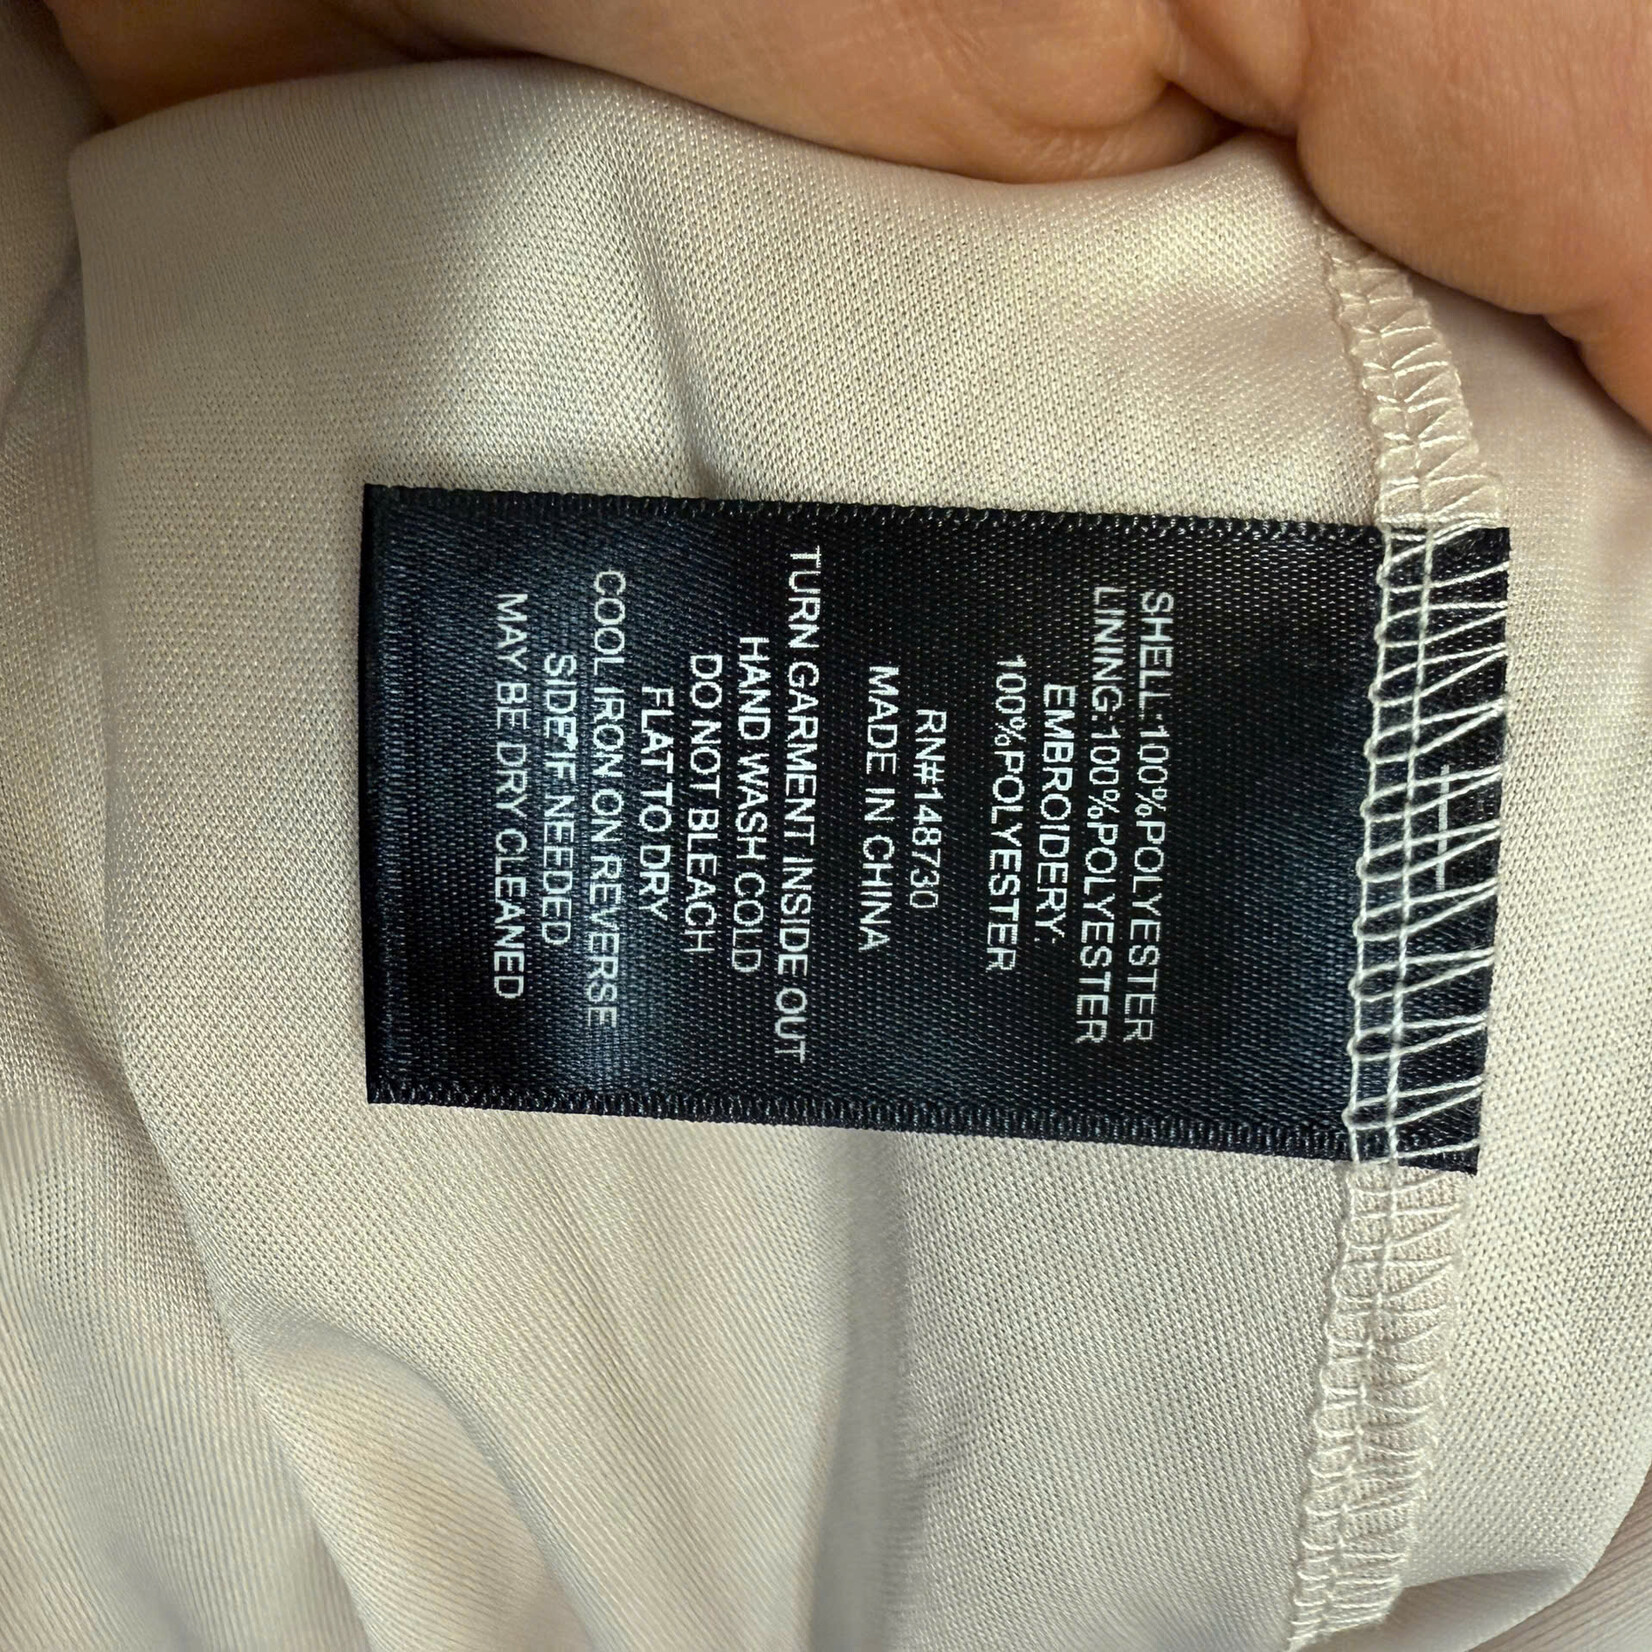 SHELL:100%POLYESTER
LINING:100%POLYESTER
EMBROIDERY:
100%POLYESTER
RN#148730
MADE IN CHINA
TURN GARMENT INSIDE OUT
HAND WASH COLD
DO NOT BLEACH
FLAT TO DRY
COOL IRON ON REVERSE
SIDE IF NEEDED
MAY BE DRY CLEANED